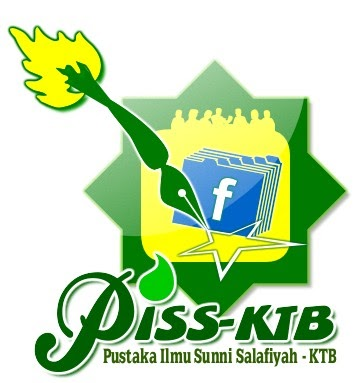 f
PISS-KTB
Pustaka Ilmu Sunni Salafiyah - KTB